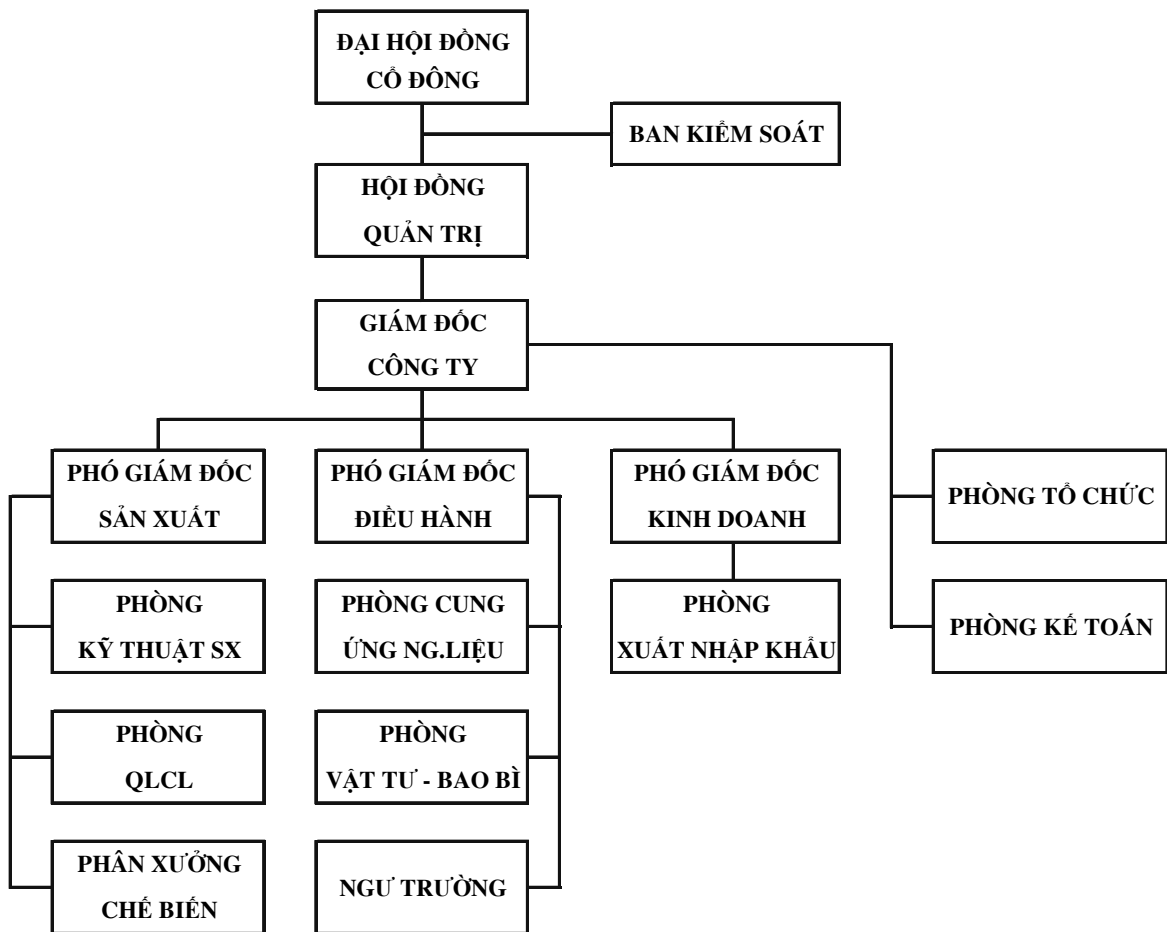 ĐẠI HỘI ĐỒNG
CỔ ĐÔNG
BAN KIỂM SOÁT
HỘI ĐỒNG
QUẢN TRỊ
GIÁM ĐỐC
CÔNG TY
PHÓ GIÁM ĐỐC
SẢN XUẤT
PHÓ GIÁM ĐỐC
ĐIỀU HÀNH
PHÓ GIÁM ĐỐC
KINH DOANH
PHÒNG TỔ CHỨC
PHÒNG
KỸ THUẬT SX
PHÒNG CUNG
ỨNG NG.LIỆU
PHÒNG
XUẤT NHẬP KHẨU
PHÒNG KẾ TOÁN
PHÒNG
QLCL
PHÒNG
VẬT TƯ - BAO BÌ
PHÂN XƯỞNG
CHẾ BIẾN
NGƯ TRƯỜNG